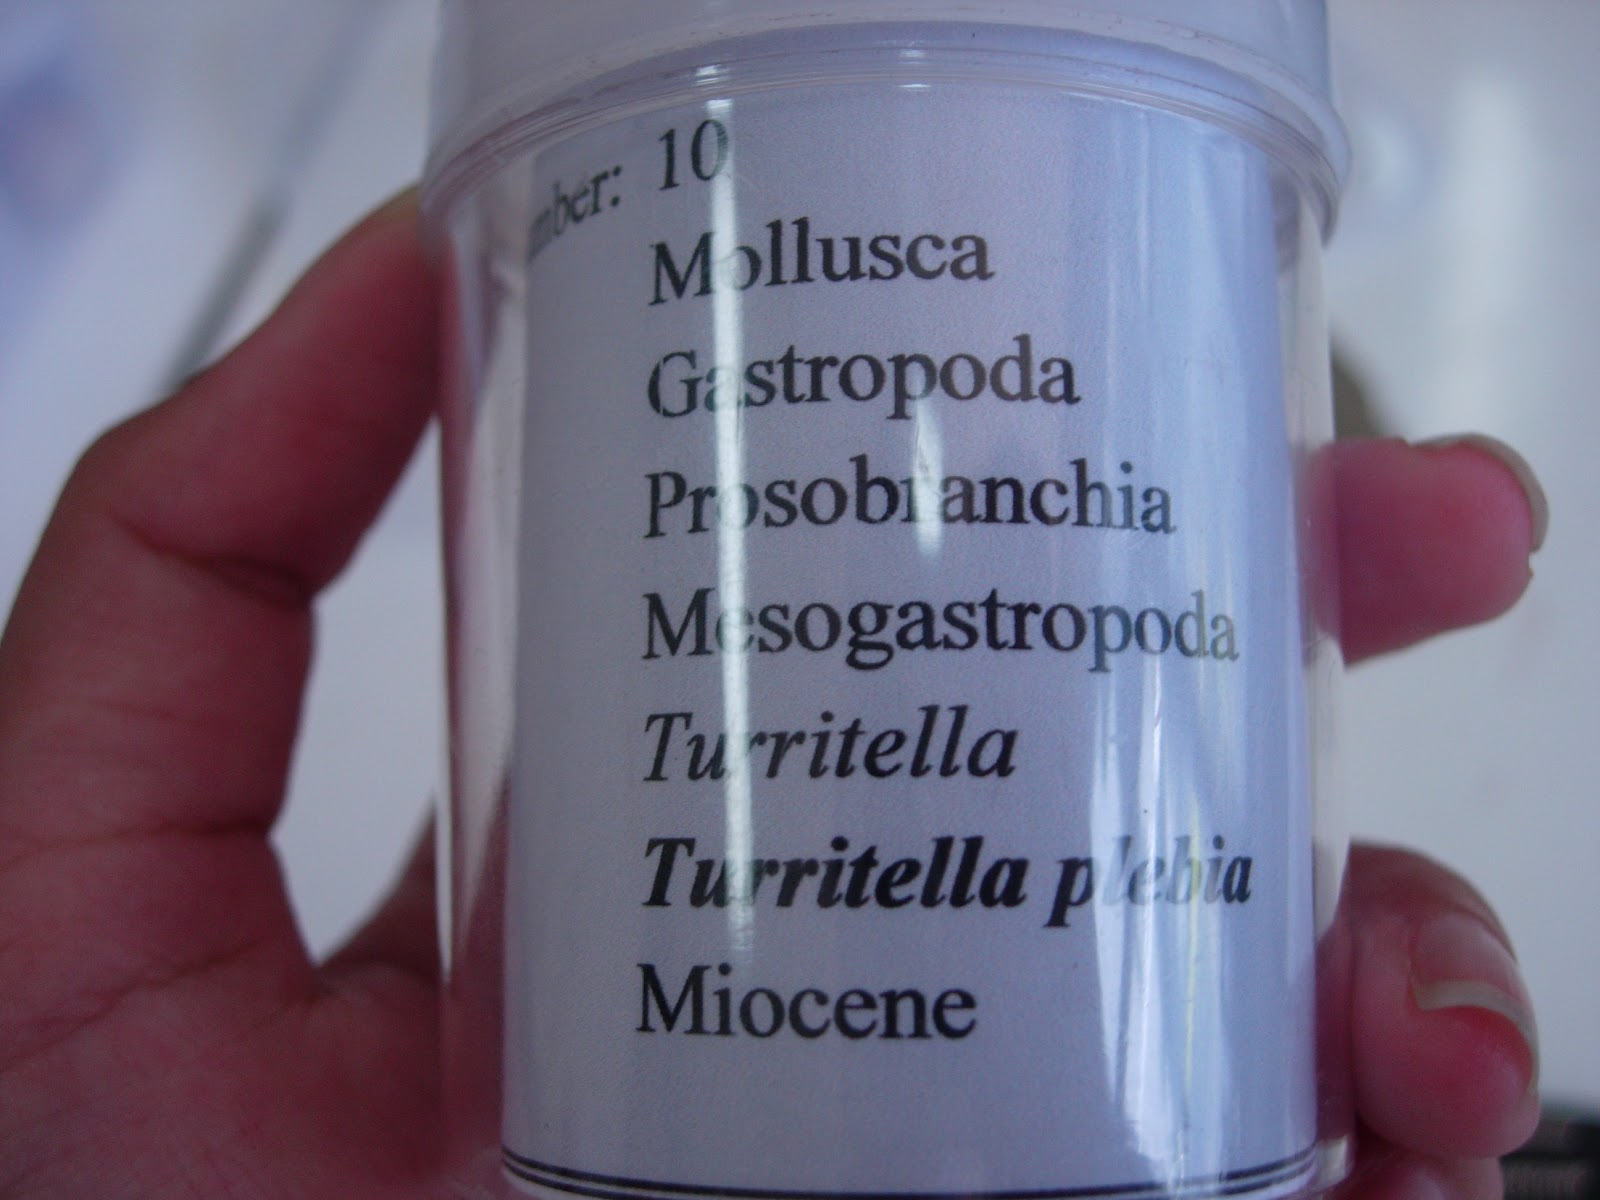 10
Mollusca
Gastropoda
Prosobranchia
Mesogastropoda
Turritella
Turritella plebia
Miocene